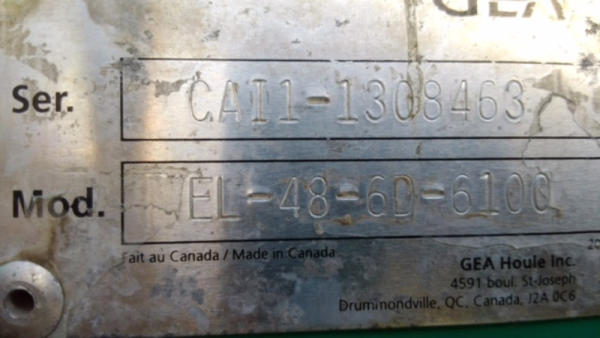 GEA
Ser. CAI1-1308463
Mod. EL-48-6D-6100
Fait au Canada / Made in Canada
GEA Houle Inc.
4591 boul. St-Joseph
Drummondville, QC, Canada, J2A 0C6